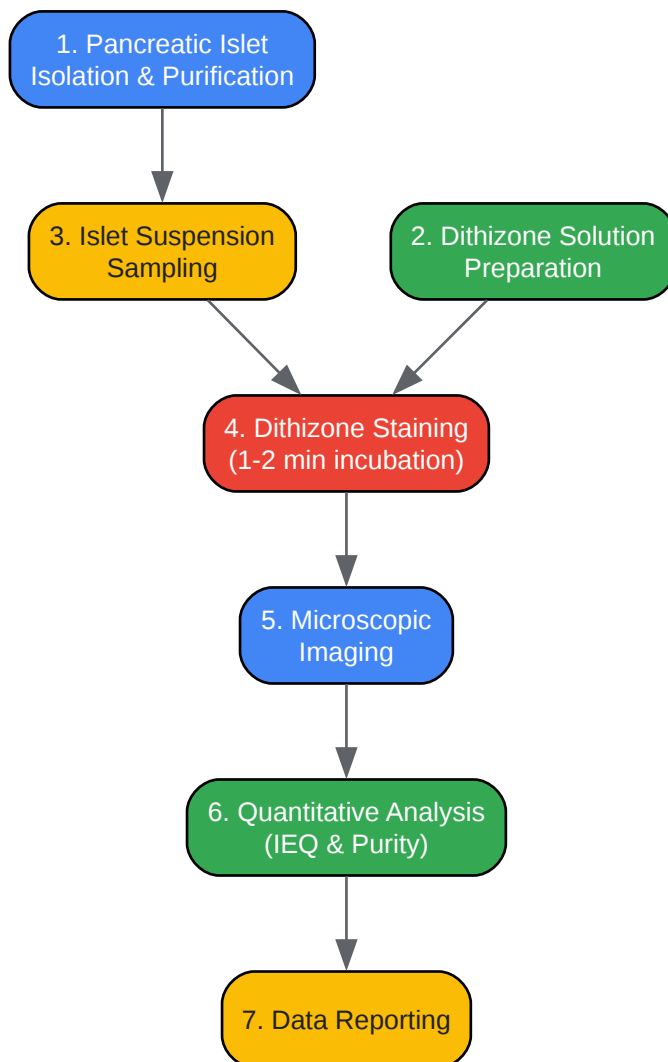 1. Pancreatic Islet
Isolation & Purification
3. Islet Suspension
Sampling
2. Dithizone Solution
Preparation
4. Dithizone Staining
(1-2 min incubation)
5. Microscopic
Imaging
6. Quantitative Analysis
(IEQ & Purity)
7. Data Reporting